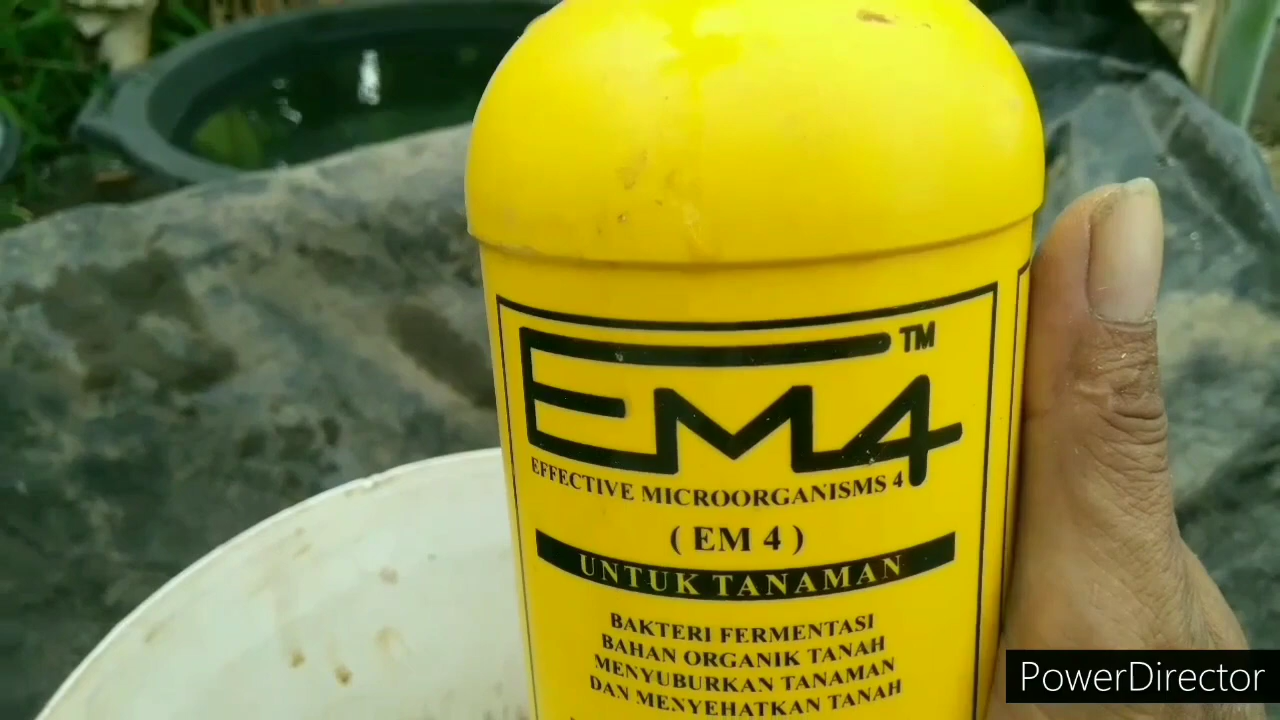 EM4™
EFFECTIVE MICROORGANISMS 4
( EM 4 )
UNTUK TANAMAN
BAKTERI FERMENTASI
BAHAN ORGANIK TANAH
MENYUBURKAN TANAMAN
DAN MENYEHATKAN TANAH
PowerDirector